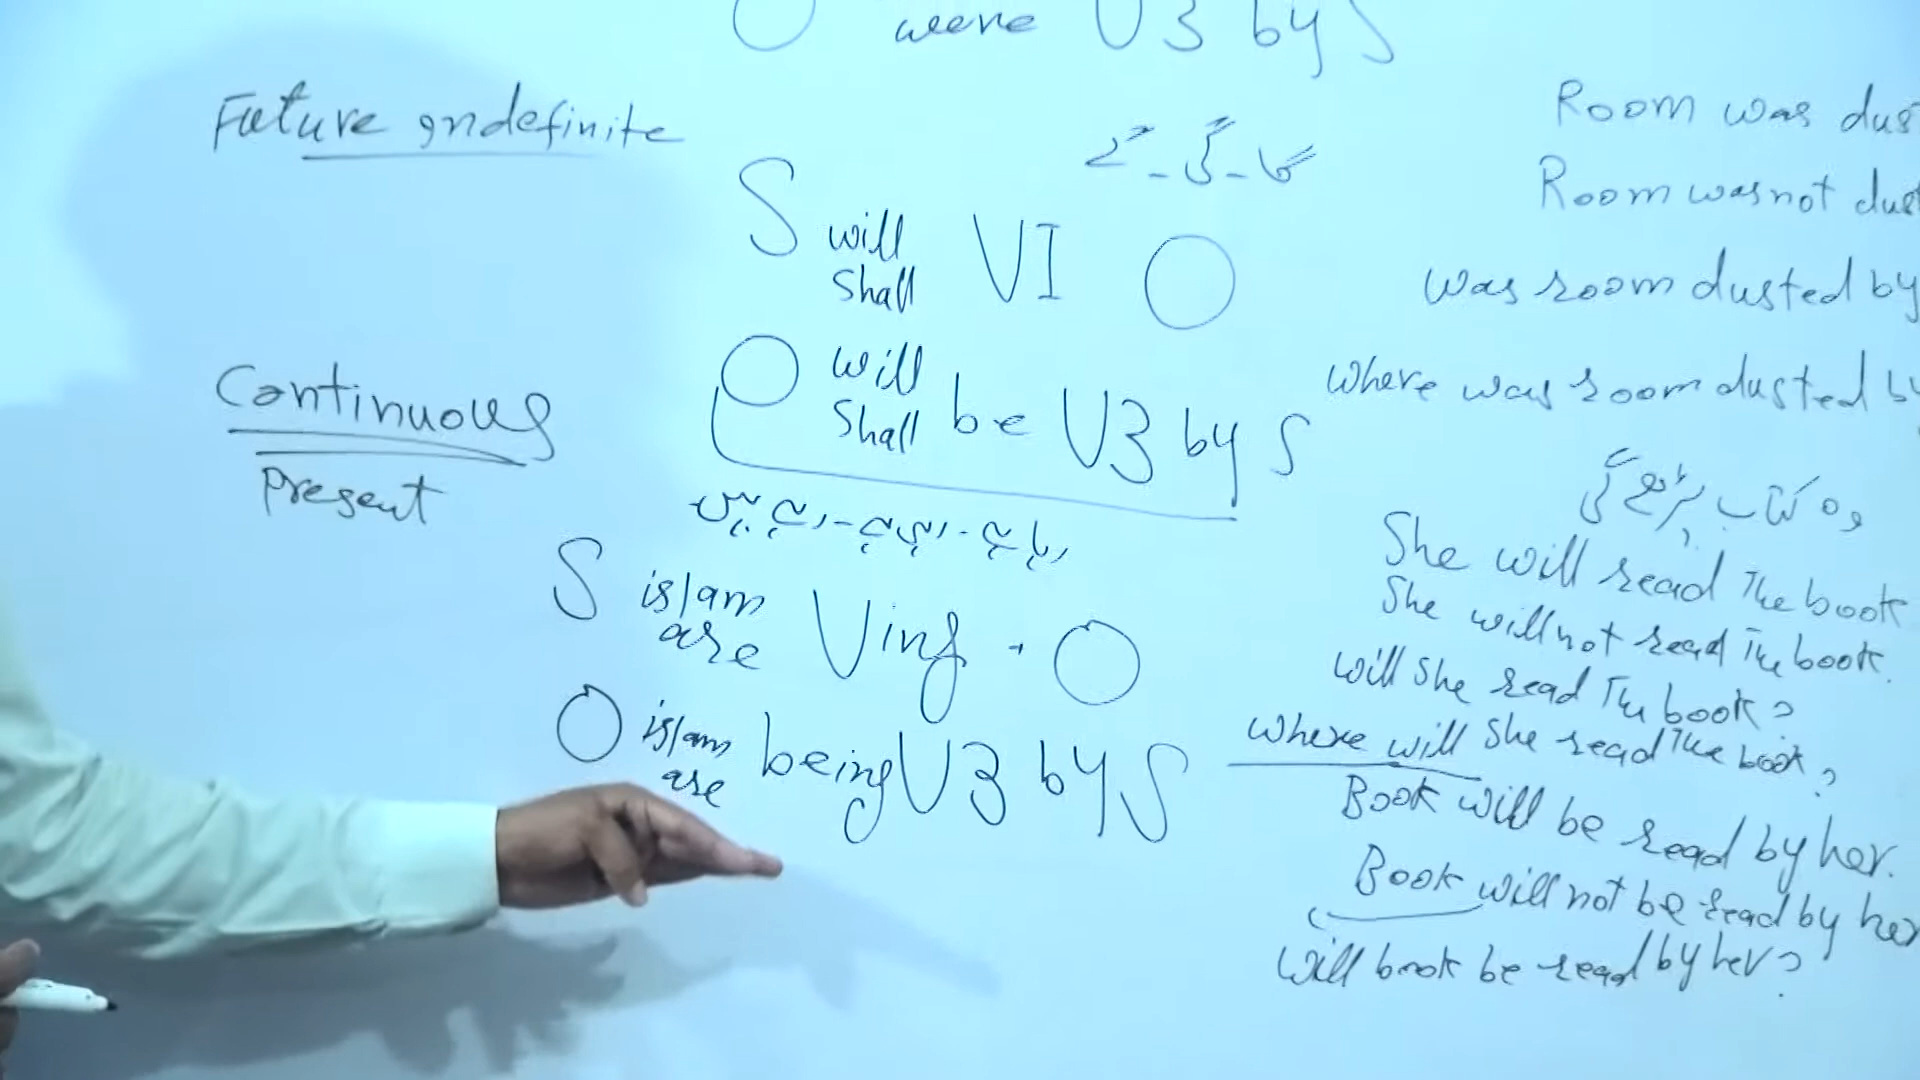 O were V3 by S
Future indefinite
گا - گی - گے
S will shall VI O
O will shall be V3 by S
Continuous
Present
رہا ہے - رہی ہے - رہے ہیں
S is/am are Ving . O
O is/am are being V3 by S
Room was dus
Room was not dus
was room dusted by
where was room dusted by
وہ کتاب پڑھے گی
She will read the book
She will not read the book.
will she read the book?
where will she read the book?
Book will be read by her.
Book will not be read by her
Will book be read by her?